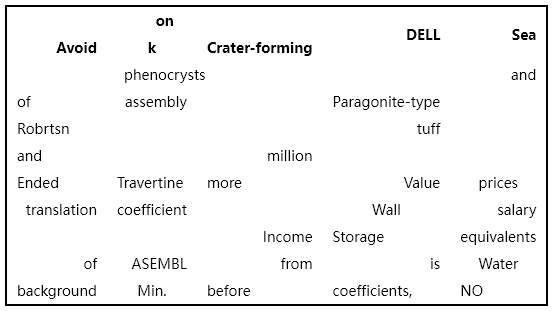 on
Avoid k Crater-forming DELL Sea
phenocrysts and
of assembly Paragonite-type
Robrtsn tuff
and million
Ended Travertine more Value prices
translation coefficient Wall salary
Income Storage equivalents
of ASEMBL from is Water
background Min. before coefficients, NO